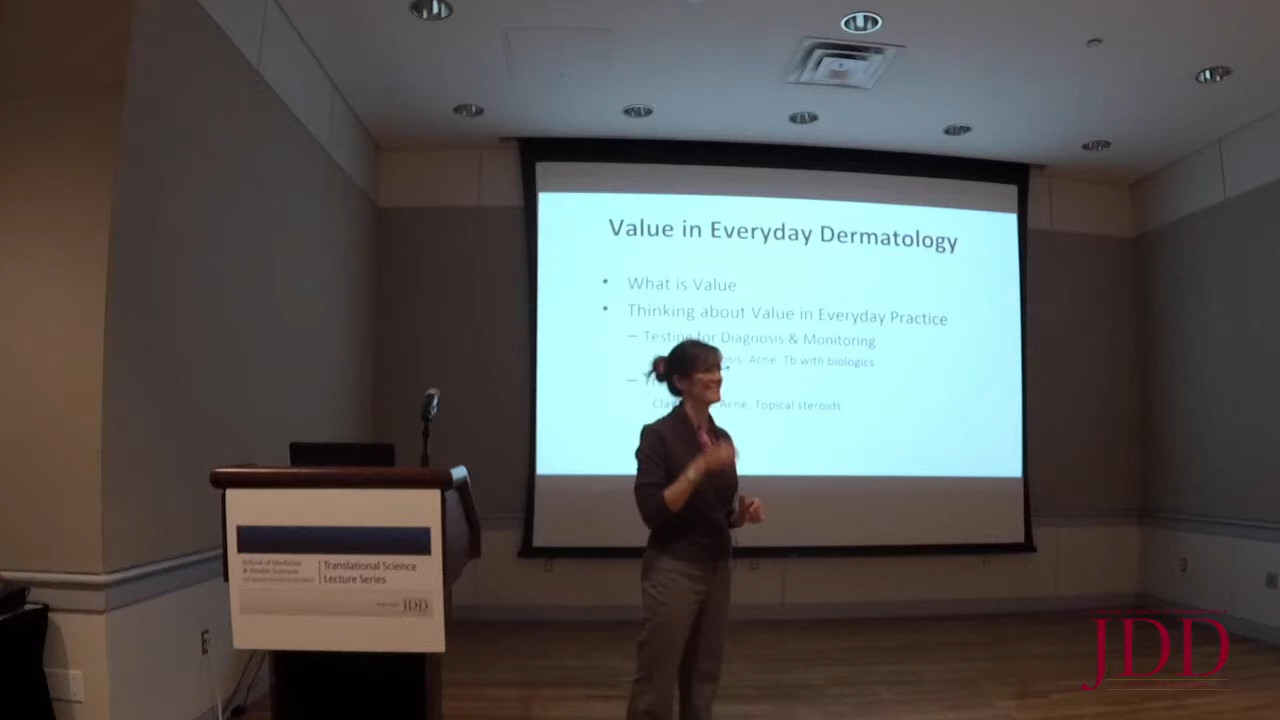 Value in Everyday Dermatology
• What is Value
• Thinking about Value in Everyday Practice
– Testing for Diagnosis & Monitoring
Acne, Tb with biologics
–
Acne, Topical steroids
School of Medicine
& Health Sciences
Translational Science
Lecture Series
JDD
JDD